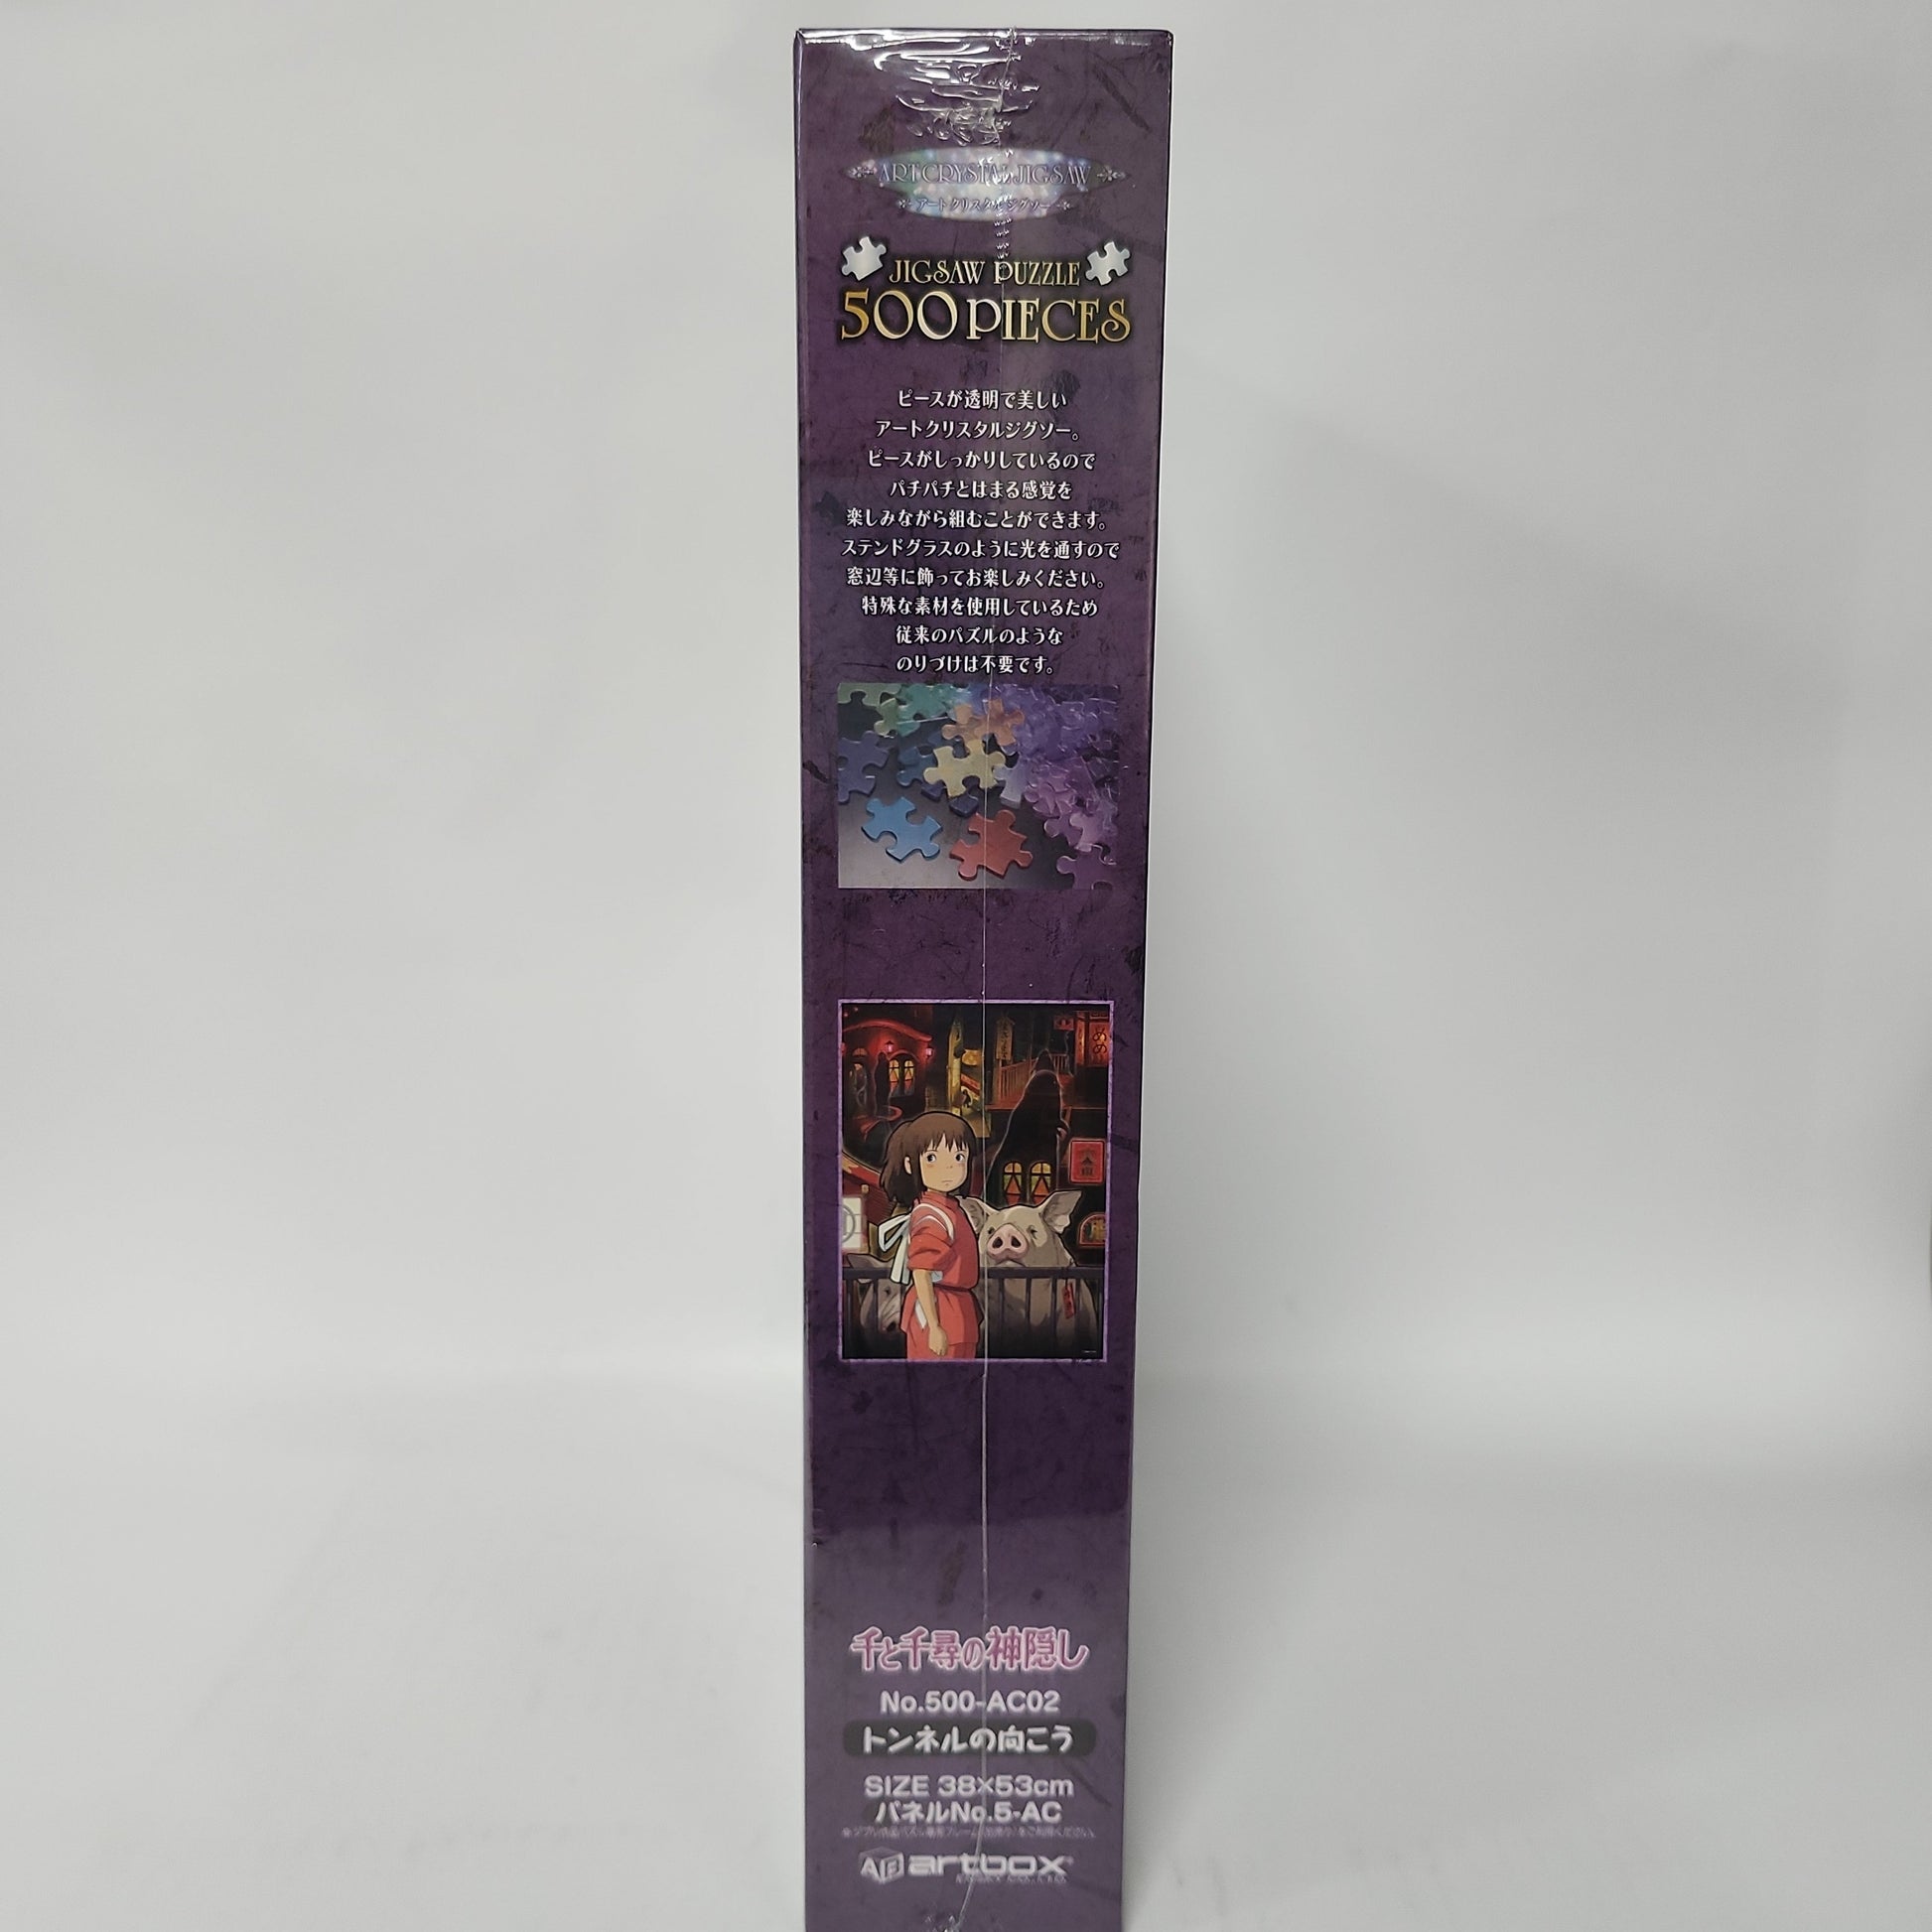 ART CRYSTAL JIGSAW
アートクリスタルジグソー
JIGSAW PUZZLE
500 PIECES
ピースが透明で美しい
アートクリスタルジグソー。
ピースがしっかりしているので
パチパチとはまる感覚を
楽しみながら組むことができます。
ステンドグラスのように光を通すので
窓辺等に飾ってお楽しみください。
特殊な素材を使用しているため
従来のパズルのような
のりづけは不要です。
千と千尋の神隠し
No.500-AC02
トンネルの向こう
SIZE 38×53cm
パネルNo.5-AC
artbox